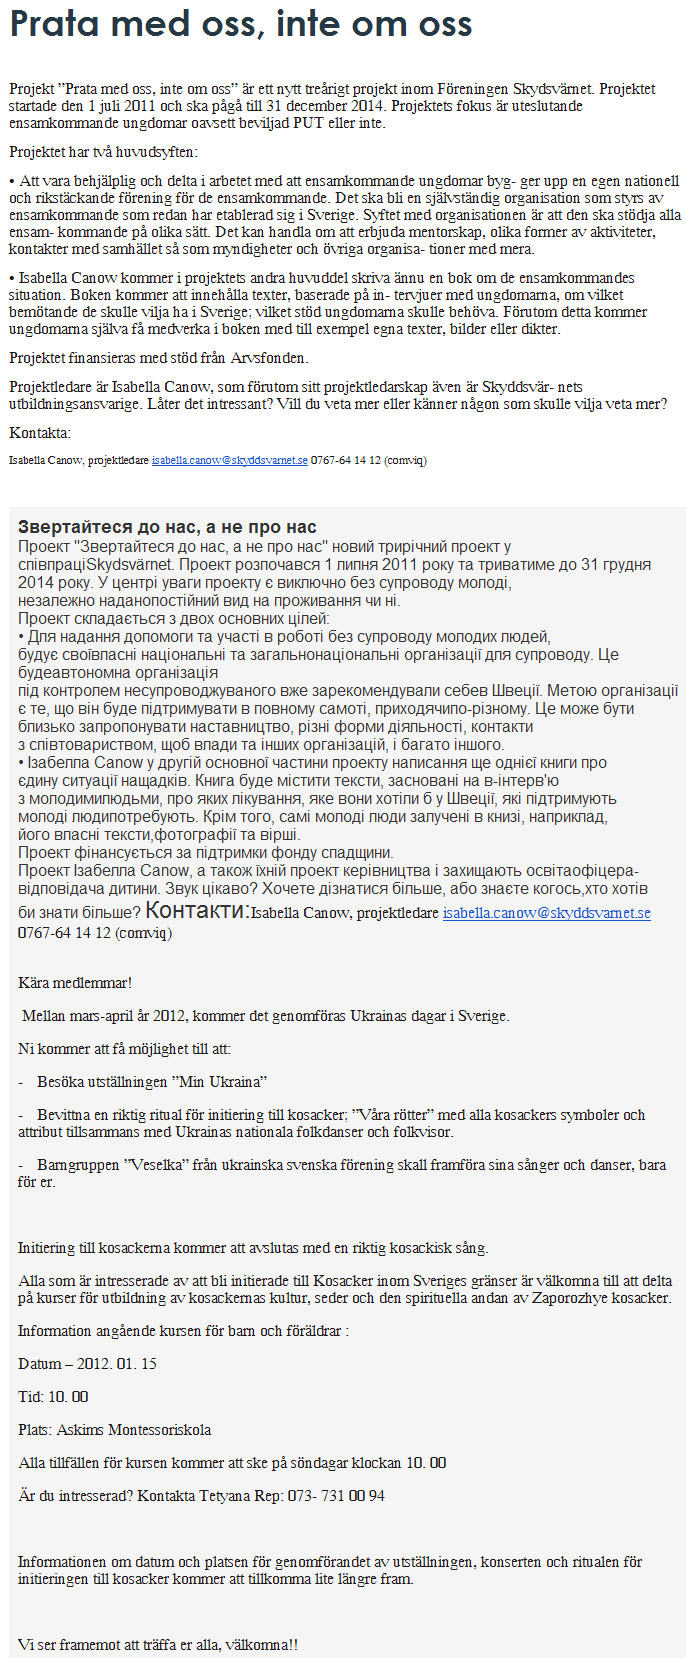 Prata med oss, inte om oss
Projekt ”Prata med oss, inte om oss” är ett nytt treårigt projekt inom Föreningen Skydsvärnet. Projektet
startade den 1 juli 2011 och ska pågå till 31 december 2014. Projektets fokus är uteslutande
ensamkommande ungdomar oavsett beviljad PUT eller inte.
Projektet har två huvudsyften:
• Att vara behjälplig och delta i arbetet med att ensamkommande ungdomar byg- ger upp en egen nationell
och rikstäckande förening för de ensamkommande. Det ska bli en självständig organisation som styrs av
ensamkommande som redan har etablerad sig i Sverige. Syftet med organisationen är att den ska stödja alla
ensam- kommande på olika sätt. Det kan handla om att erbjuda mentorskap, olika former av aktiviteter,
kontakter med samhället så som myndigheter och övriga organisa- tioner med mera.
• Isabella Canow kommer i projektets andra huvuddel skriva ännu en bok om de ensamkommandes
situation. Boken kommer att innehålla texter, baserade på in- tervjuer med ungdomarna, om vilket
bemötande de skulle vilja ha i Sverige; vilket stöd ungdomarna skulle behöva. Förutom detta kommer
ungdomarna själva få medverka i boken med till exempel egna texter, bilder eller dikter.
Projektet finansieras med stöd från Arvsfonden.
Projektledare är Isabella Canow, som förutom sitt projektledarskap även är Skyddsvär- nets
utbildningsansvarige. Låter det intressant? Vill du veta mer eller känner någon som skulle vilja veta mer?
Kontakta:
Isabella Canow, projektledare isabella.canow@skyddsvarnet.se 0767-64 14 12 (comviq)
Звертайтеся до нас, а не про нас
Проект "Звертайтеся до нас, а не про нас" новий трирічний проект у
співпраціSkydsvärnet. Проект розпочався 1 липня 2011 року та триватиме до 31 грудня
2014 року. У центрі уваги проекту є виключно без супроводу молоді,
незалежно наданопостійний вид на проживання чи ні.
Проект складається з двох основних цілей:
• Для надання допомоги та участі в роботі без супроводу молодих людей,
будує своївласні національні та загальнонаціональні організації для супроводу. Це
будеавтономна організація
під контролем несупроводжуваного вже зарекомендували себев Швеції. Метою організації
є те, що він буде підтримувати в повному самоті, приходячипо-різному. Це може бути
близько запропонувати наставництво, різні форми діяльності, контакти
з співтовариством, щоб влади та інших організацій, і багато іншого.
• Ізабелла Canow у другій основної частини проекту написання ще однієї книги про
єдину ситуації нащадків. Книга буде містити тексти, засновані на в-інтерв'ю
з молодимилюдьми, про яких лікування, яке вони хотіли б у Швеції, які підтримують
молоді людипотребують. Крім того, самі молоді люди залучені в книзі, наприклад,
його власні тексти,фотографії та вірші.
Проект фінансується за підтримки фонду спадщини.
Проект Ізабелла Canow, а також їхній проект керівництва і захищають освітаофіцера-
відповідача дитини. Звук цікаво? Хочете дізнатися більше, або знаєте когось,хто хотів
би знати більше? Контакти:Isabella Canow, projektledare isabella.canow@skyddsvarnet.se
0767-64 14 12 (comviq)
Kära medlemmar!
Mellan mars-april år 2012, kommer det genomföras Ukrainas dagar i Sverige.
Ni kommer att få möjlighet till att:
- Besöka utställningen ”Min Ukraina”
- Bevittna en riktig ritual för initiering till kosacker; ”Våra rötter” med alla kosackers symboler och
attribut tillsammans med Ukrainas nationala folkdanser och folkvisor.
- Barngruppen ”Veselka” från ukrainska svenska förening skall framföra sina sånger och danser, bara
för er.
Initiering till kosackerna kommer att avslutas med en riktig kosackisk sång.
Alla som är intresserade av att bli initierade till Kosacker inom Sveriges gränser är välkomna till att delta
på kurser för utbildning av kosackernas kultur, seder och den spirituella andan av Zaporozhye kosacker.
Information angående kursen för barn och föräldrar :
Datum – 2012. 01. 15
Tid: 10. 00
Plats: Askims Montessoriskola
Alla tillfällen för kursen kommer att ske på söndagar klockan 10. 00
Är du intresserad? Kontakta Tetyana Rep: 073- 731 00 94
Informationen om datum och platsen för genomförandet av utställningen, konserten och ritualen för
initieringen till kosacker kommer att tillkomma lite längre fram.
Vi ser framemot att träffa er alla, välkomna!!